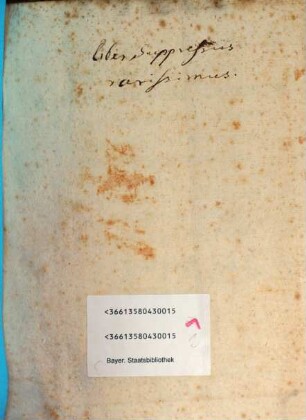 liber suppressus
rarissimus.
<36613580430015
<36613580430015
Bayer. Staatsbibliothek